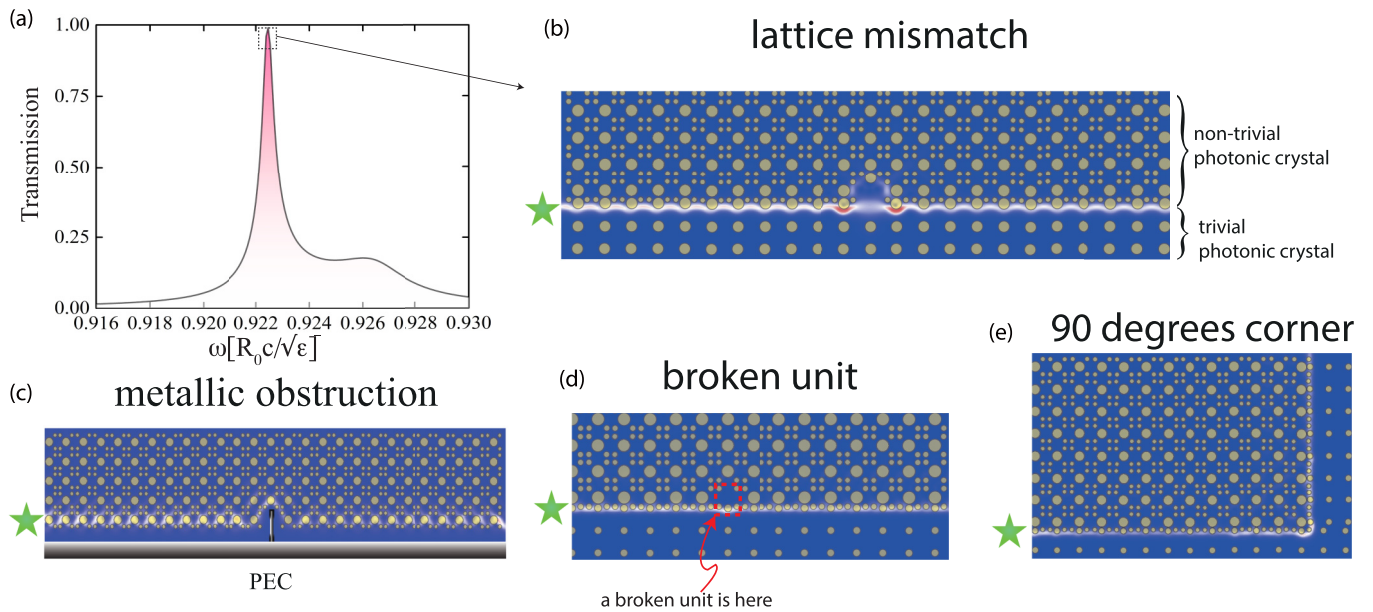 (a)
1.00
0.75
0.50
0.25
0.00
Transmission
0.916 0.918 0.920 0.922 0.924 0.926 0.928 0.930
ω[R₀c/√ε]
(b)
lattice mismatch
non-trivial
photonic crystal
trivial
photonic crystal
(c)
metallic obstruction
PEC
(d)
broken unit
a broken unit is here
(e)
90 degrees corner